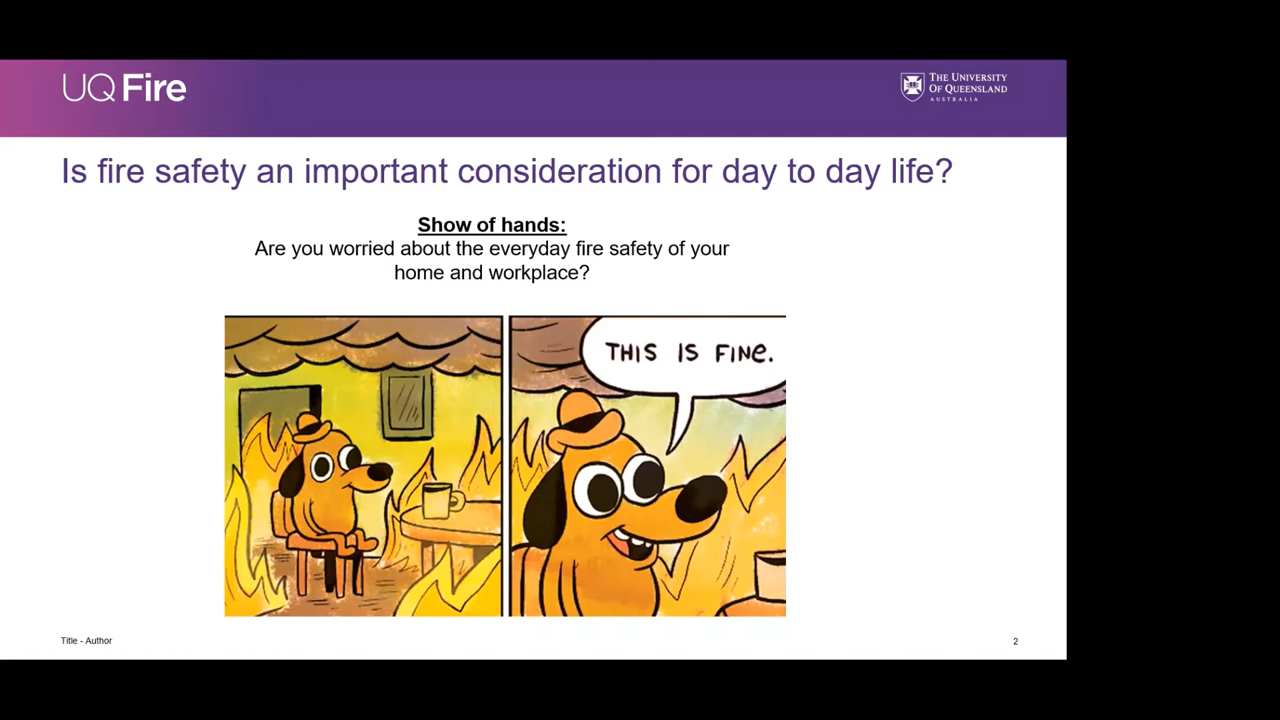 UQ Fire
THE UNIVERSITY
OF QUEENSLAND
AUSTRALIA
Is fire safety an important consideration for day to day life?
Show of hands:
Are you worried about the everyday fire safety of your
home and workplace?
THIS IS FINE.
Title - Author
2